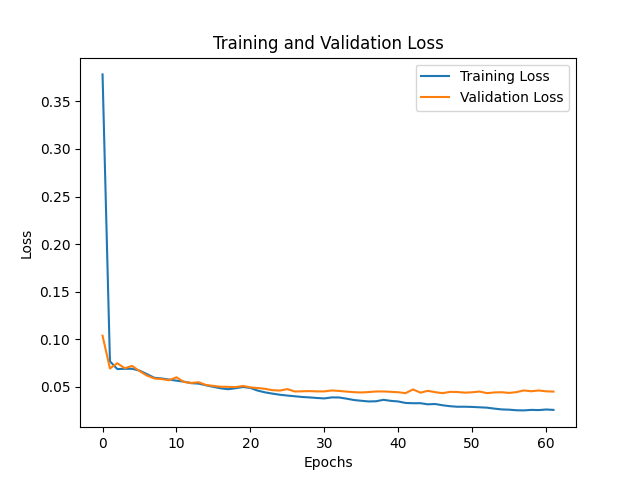 Training and Validation Loss
Training Loss
Validation Loss
0.35
0.30
0.25
0.20
0.15
0.10
0.05
Loss
0 10 20 30 40 50 60
Epochs